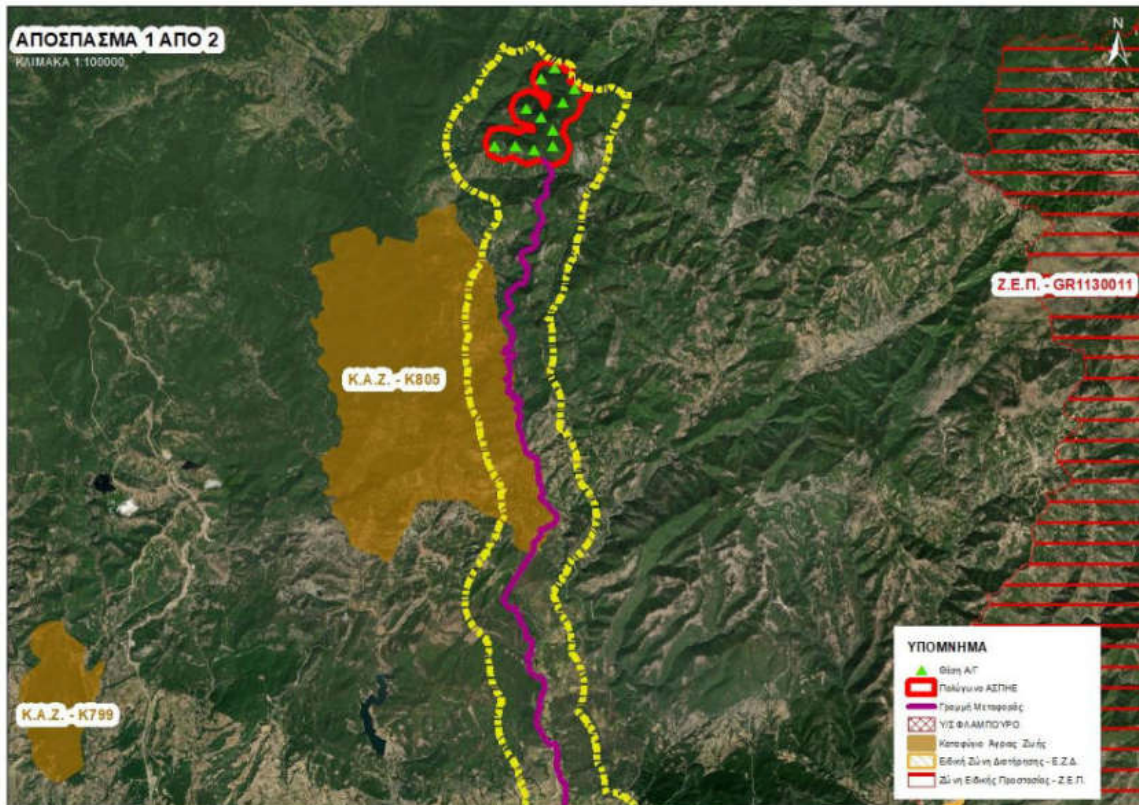 ΑΠΟΣΠΑΣΜΑ 1 ΑΠΟ 2
ΚΛΙΜΑΚΑ 1:100000
N
Ζ.Ε.Π. - GR1130011
Κ.Α.Ζ. - Κ805
Κ.Α.Ζ. - Κ799
ΥΠΟΜΝΗΜΑ
Θέση Α/Γ
Πολύγωνο ΑΣΠΗΕ
Γραμμή Μεταφοράς
Υ/Σ ΦΛΑΜΠΟΥΡΟ
Καταφύγιο Άγριας Ζωής
Ειδική Ζώνη Διατήρησης - Ε.Ζ.Δ.
Ζώνη Ειδικής Προστασίας - Ζ.Ε.Π.